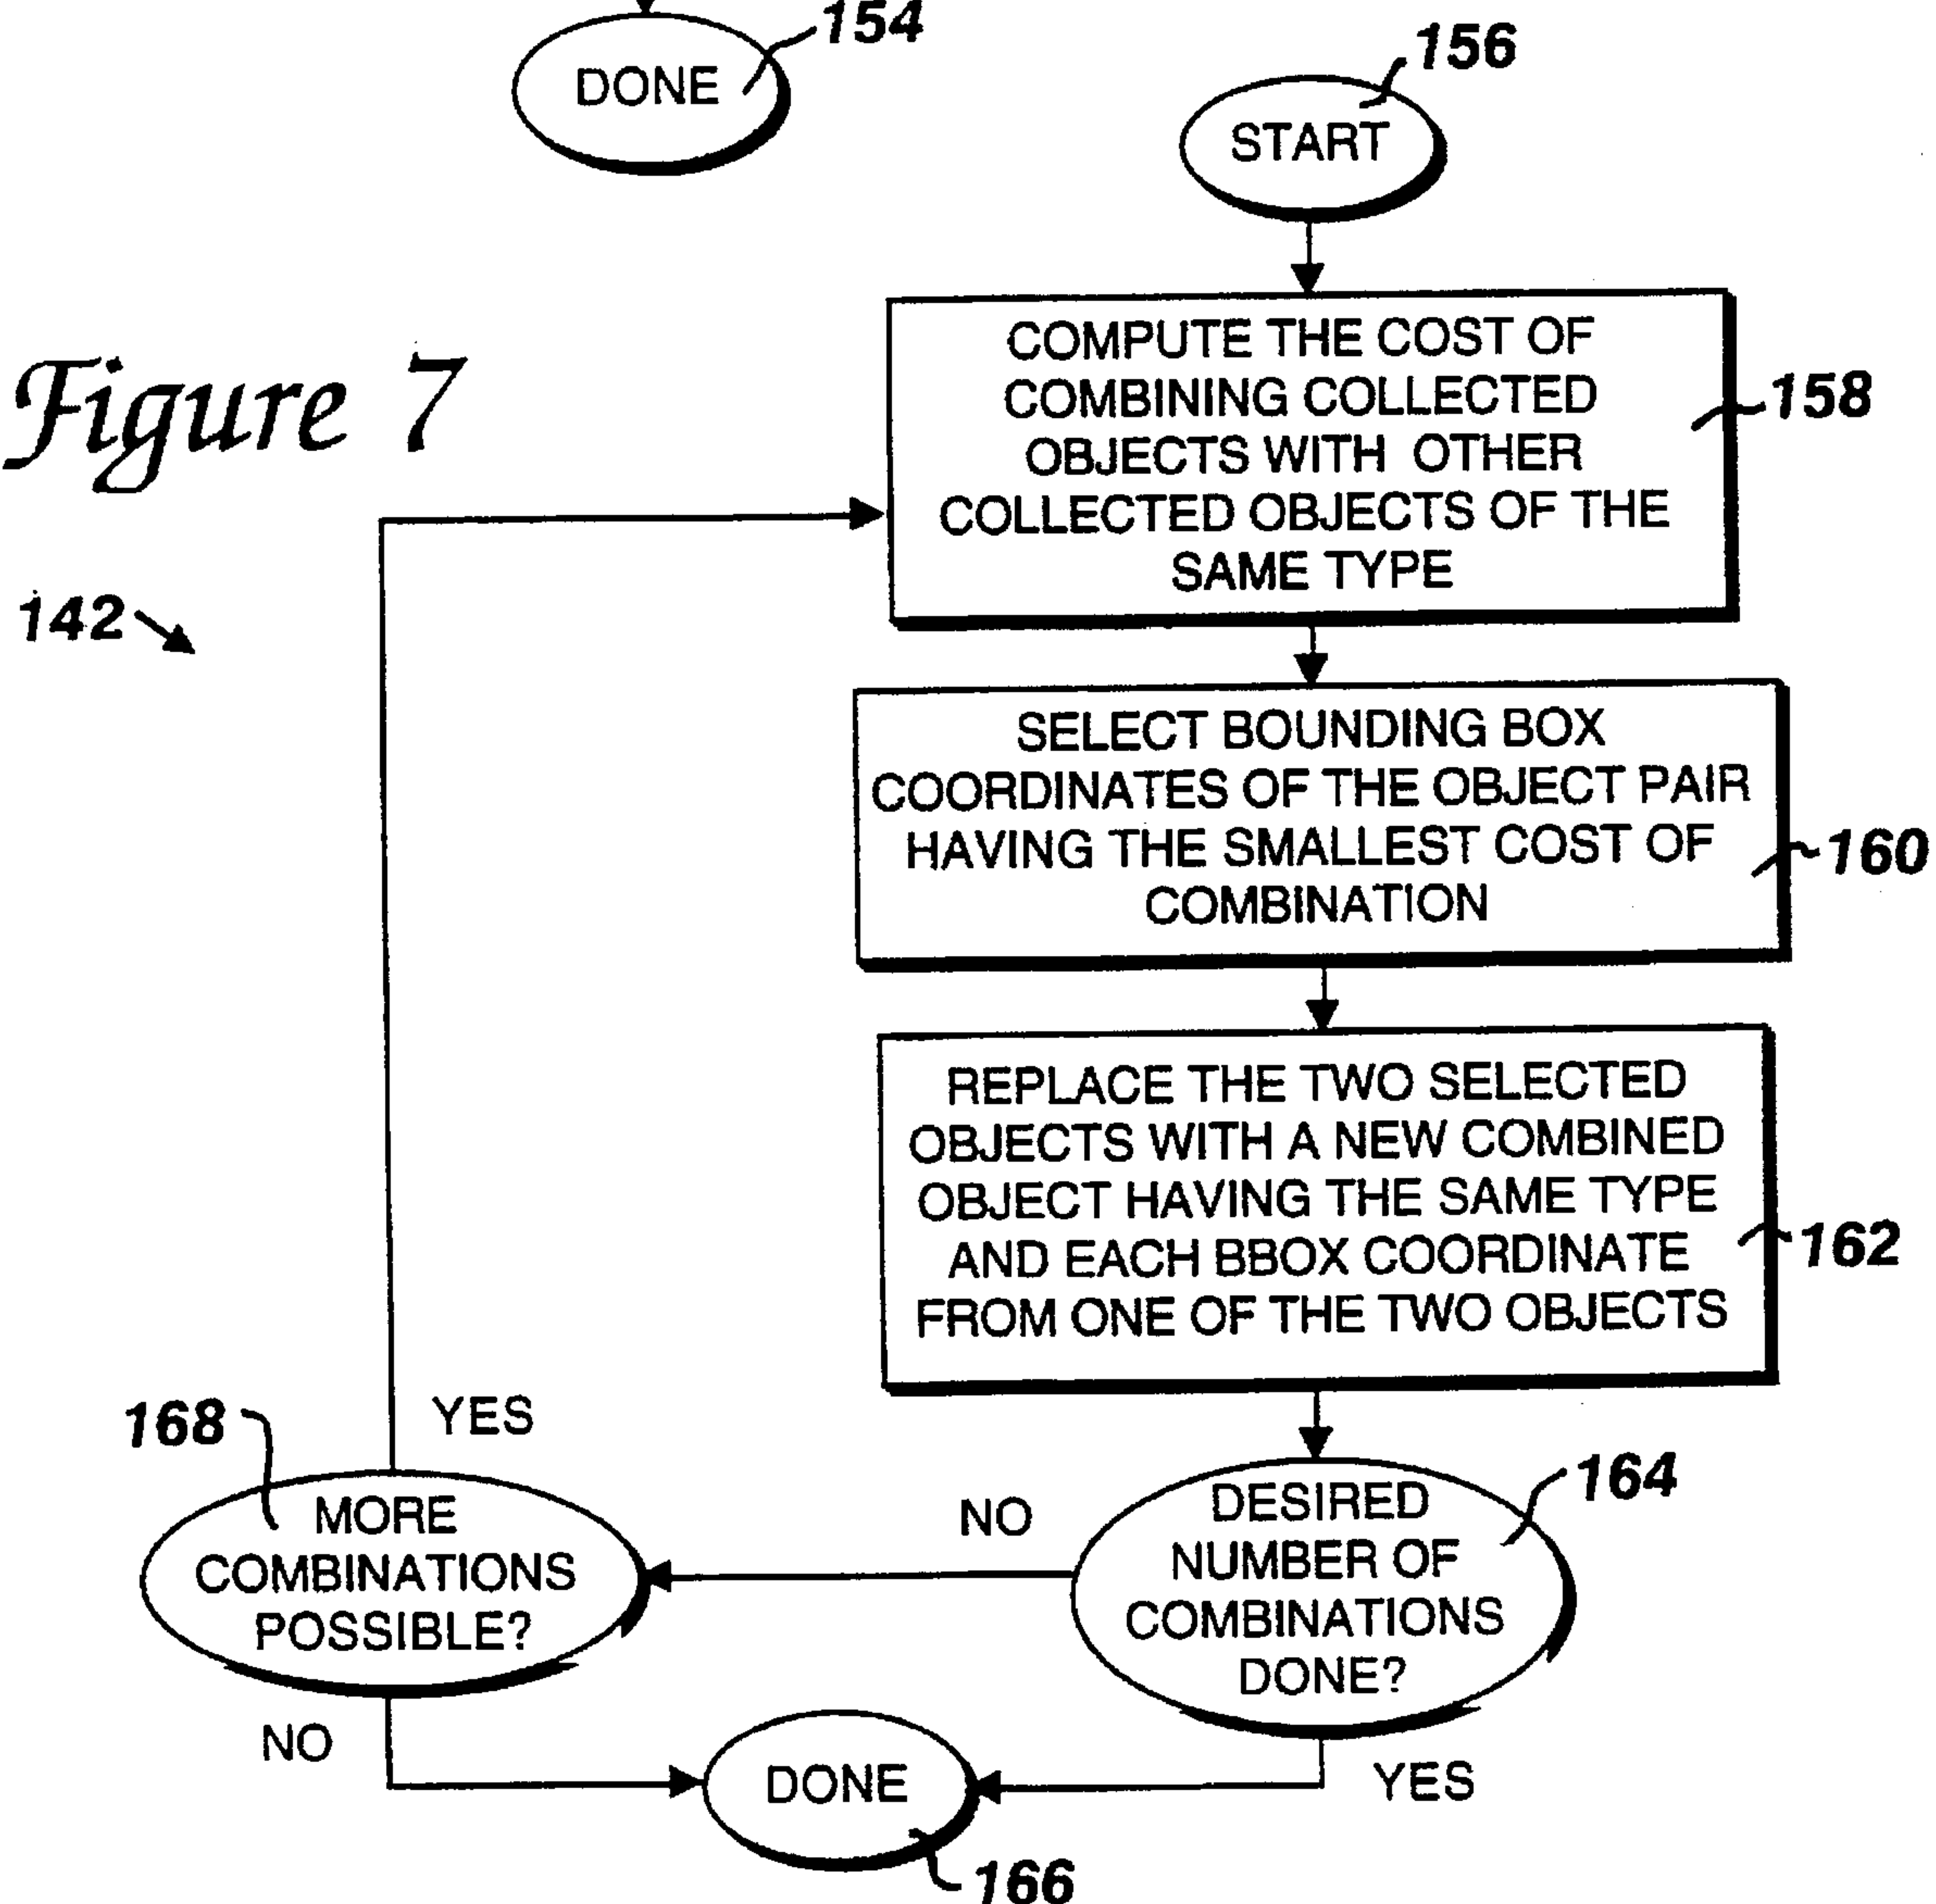 154
DONE
156
START
Figure 7
COMPUTE THE COST OF
COMBINING COLLECTED
OBJECTS WITH OTHER
COLLECTED OBJECTS OF THE
SAME TYPE
158
142
SELECT BOUNDING BOX
COORDINATES OF THE OBJECT PAIR
HAVING THE SMALLEST COST OF
COMBINATION
160
REPLACE THE TWO SELECTED
OBJECTS WITH A NEW COMBINED
OBJECT HAVING THE SAME TYPE
AND EACH BBOX COORDINATE
FROM ONE OF THE TWO OBJECTS
162
168
YES
MORE
COMBINATIONS
POSSIBLE?
NO
164
DESIRED
NUMBER OF
COMBINATIONS
DONE?
NO
YES
DONE
166